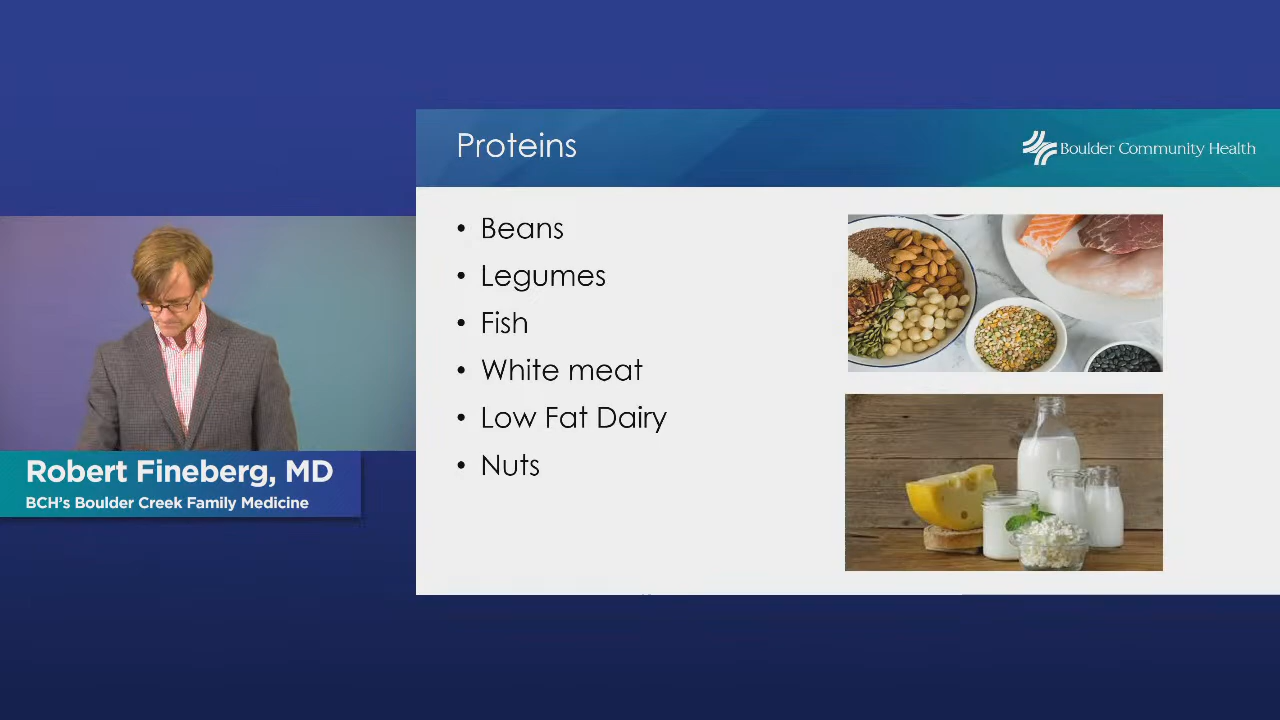 Proteins
Boulder Community Health
• Beans
• Legumes
• Fish
• White meat
• Low Fat Dairy
• Nuts
Robert Fineberg, MD
BCH's Boulder Creek Family Medicine